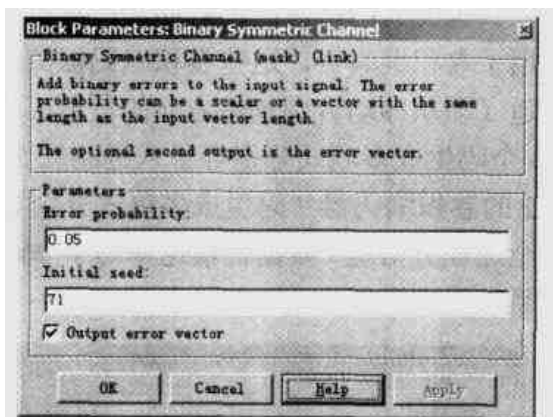 Block Parameters: Binary Symmetric Channel
Binary Symmetric Channel (mask) (link)
Add binary errors to the input signal. The error
probability can be a scalar or a vector with the same
length as the input vector length.
The optional second output is the error vector.
Parameters
Error probability:
0.05
Initial seed:
71
Output error vector
OK
Cancel
Help
Apply